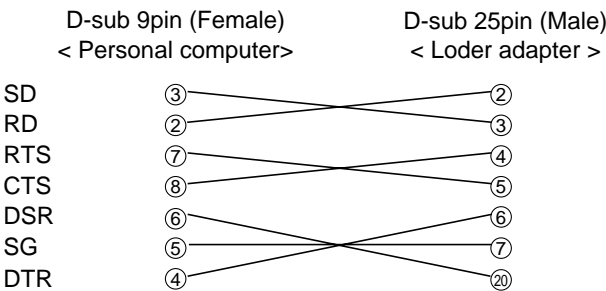 D-sub 9pin (Female) D-sub 25pin (Male)
< Personal computer> < Loder adapter >
SD 3 2
RD 2 3
RTS 7 4
CTS 8 5
DSR 6 6
SG 5 7
DTR 4 20